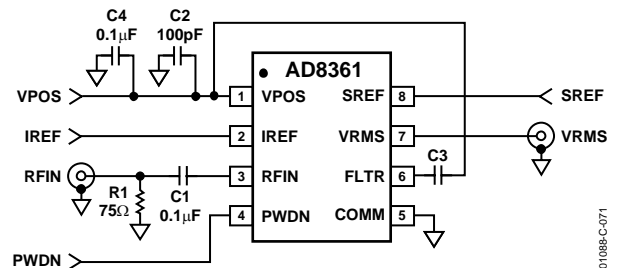 C4
0.1μF
C2
100pF
AD8361
VPOS
1
VPOS
SREF
8
SREF
IREF
2
IREF
VRMS
7
VRMS
RFIN
3
RFIN
FLTR
6
C3
R1
75Ω
C1
0.1μF
4
PWDN
COMM
5
PWDN
01088-C-071